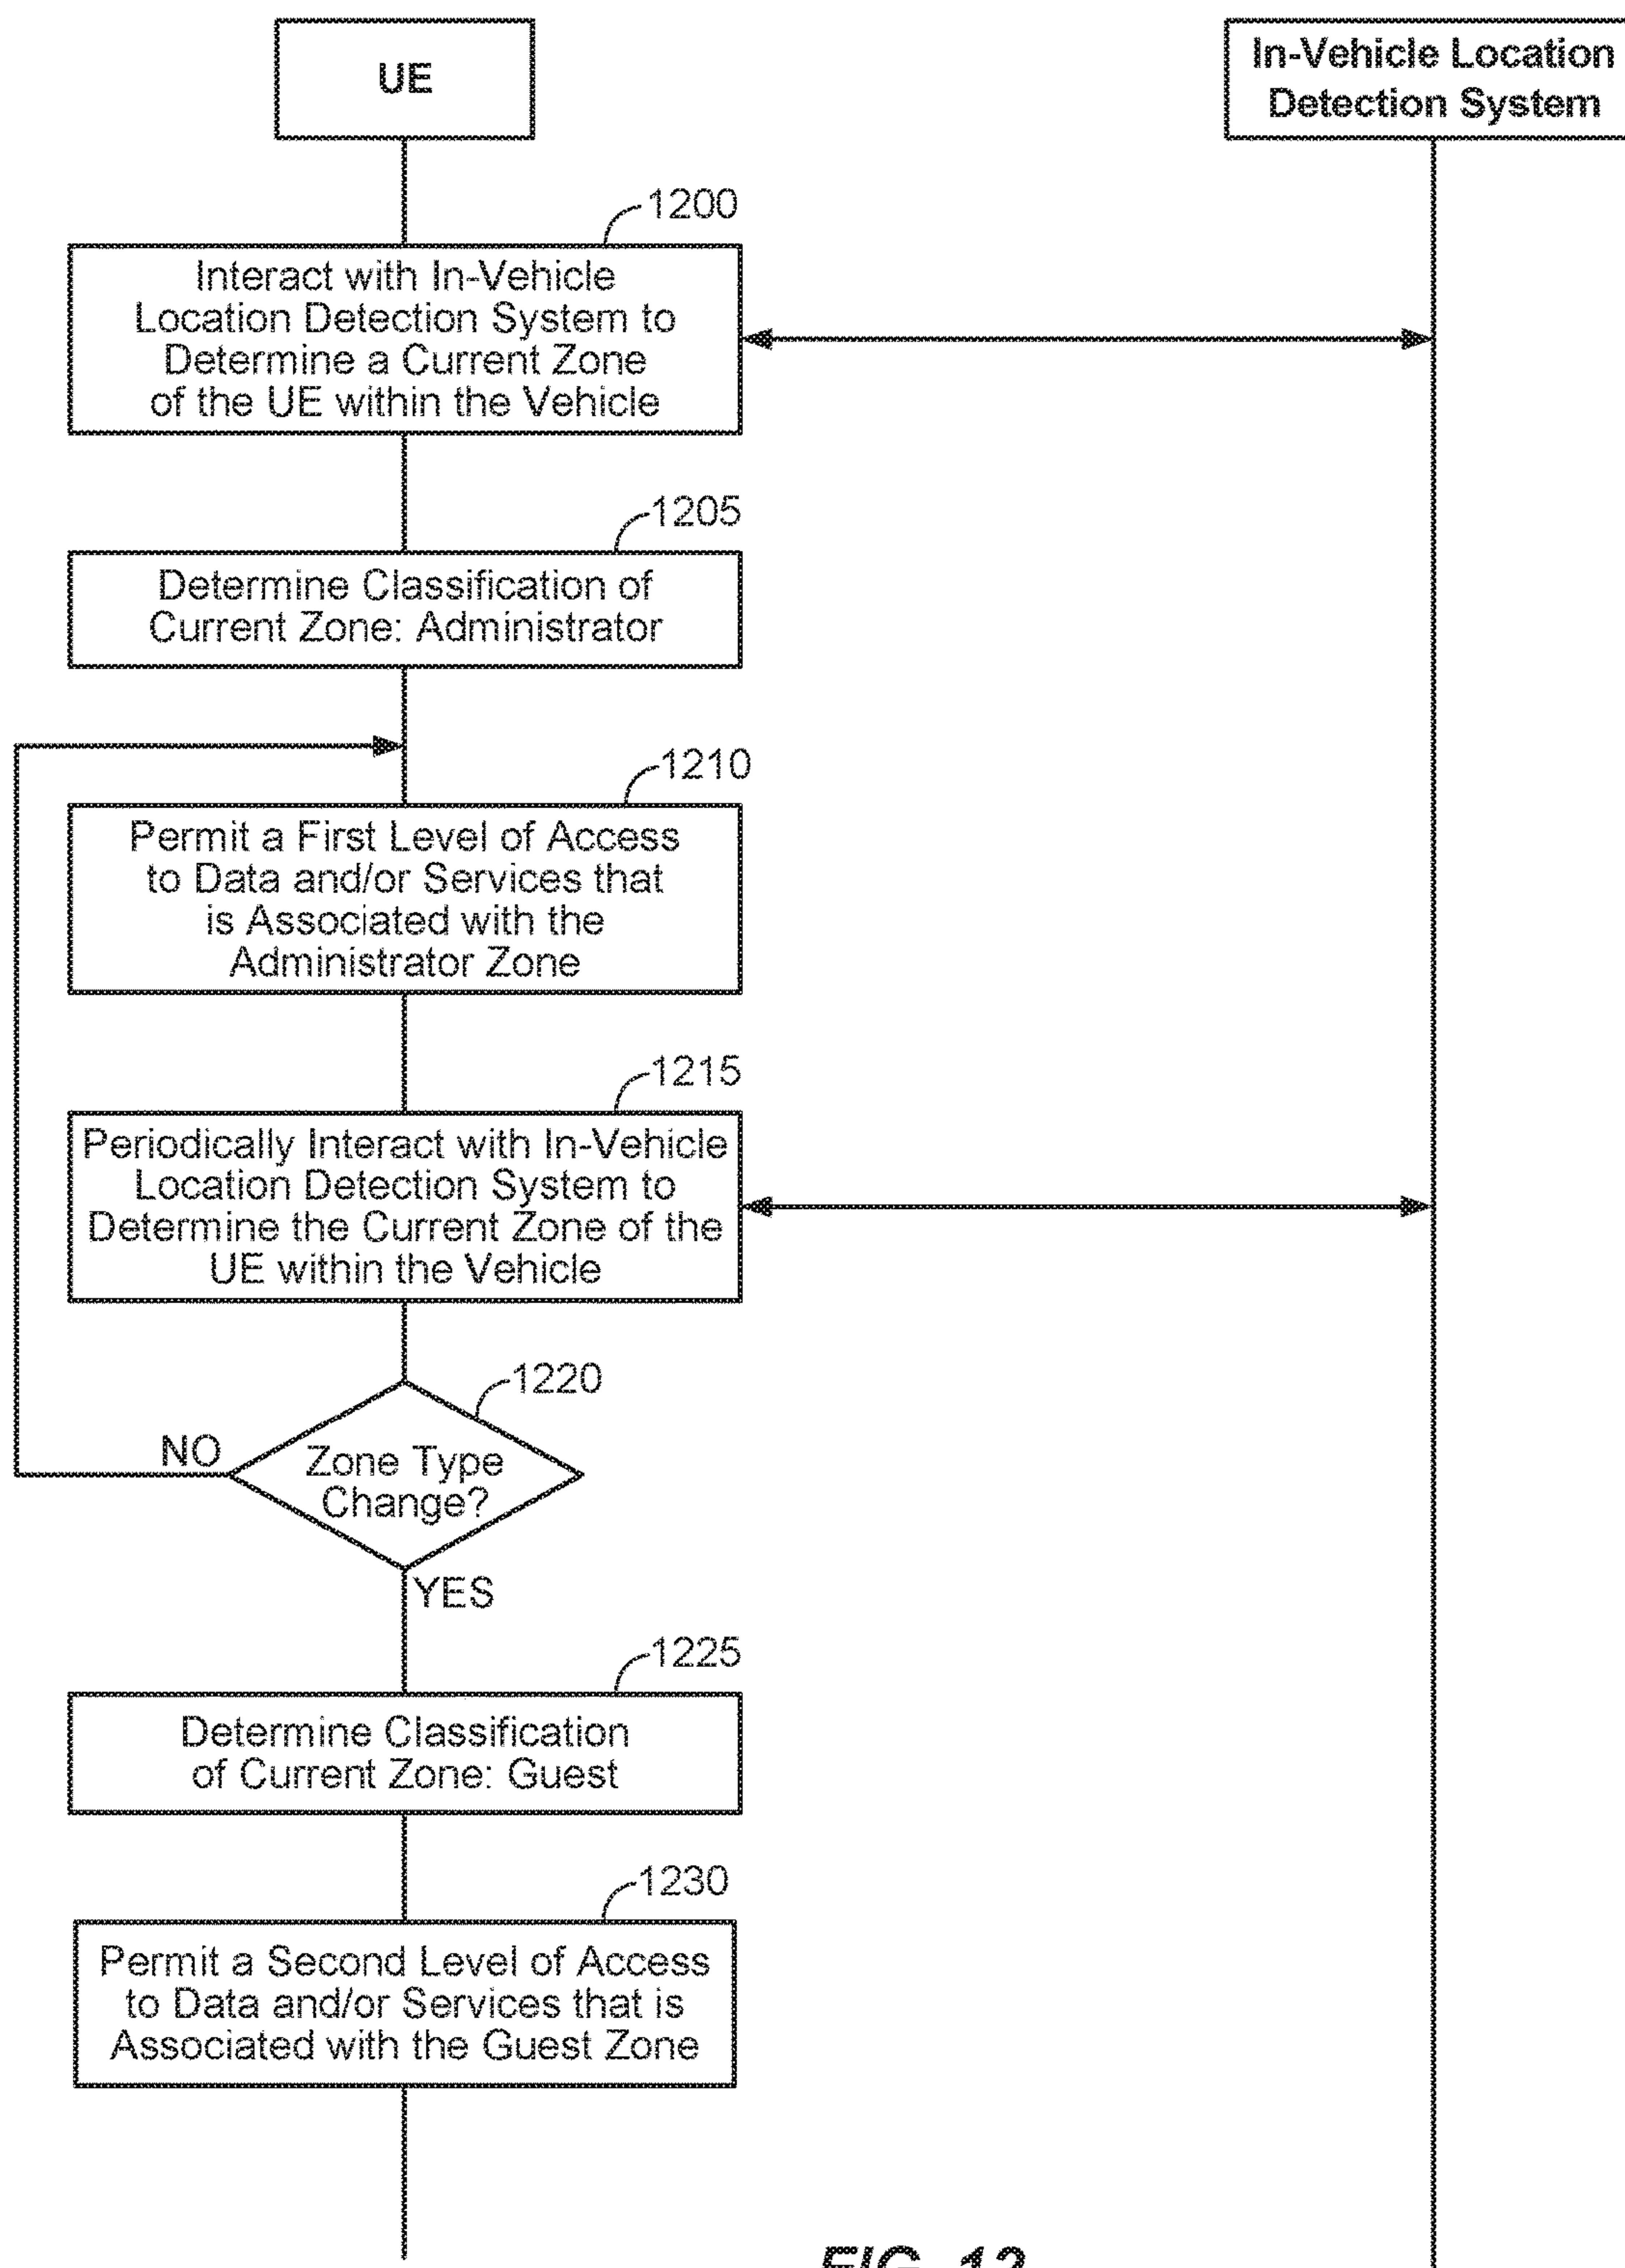 UE
In-Vehicle Location
Detection System
1200
Interact with In-Vehicle
Location Detection System to
Determine a Current Zone
of the UE within the Vehicle
1205
Determine Classification of
Current Zone: Administrator
1210
Permit a First Level of Access
to Data and/or Services that
is Associated with the
Administrator Zone
1215
Periodically Interact with In-Vehicle
Location Detection System to
Determine the Current Zone of the
UE within the Vehicle
1220
NO
Zone Type
Change?
YES
1225
Determine Classification
of Current Zone: Guest
1230
Permit a Second Level of Access
to Data and/or Services that is
Associated with the Guest Zone
FIG. 12